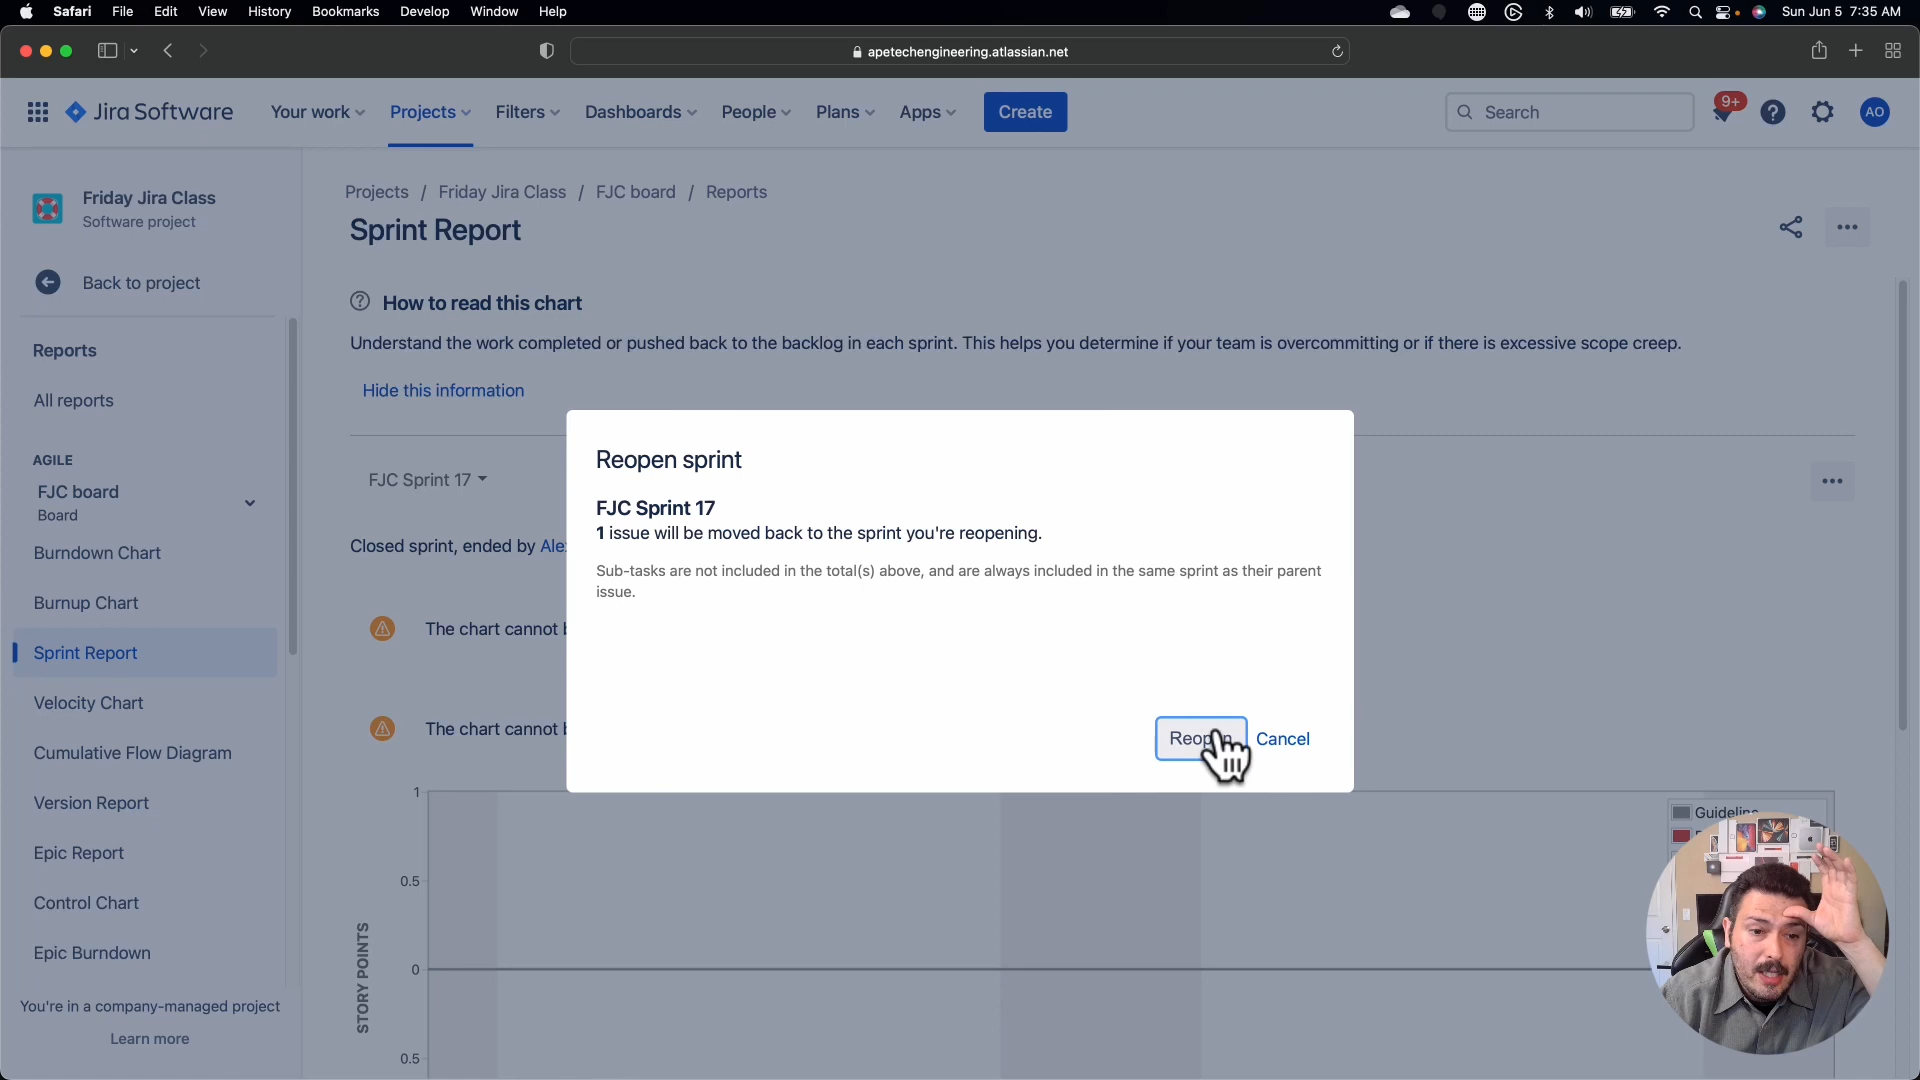 Safari File Edit View History Bookmarks Develop Window Help
Sun Jun 5 7:35 AM
apetechengineering.atlassian.net
Jira Software
Your work Projects Filters Dashboards People Plans Apps Create
Search
9+
AO
Friday Jira Class
Software project
Back to project
Reports
All reports
AGILE
FJC board
Board
Burndown Chart
Burnup Chart
Sprint Report
Velocity Chart
Cumulative Flow Diagram
Version Report
Epic Report
Control Chart
Epic Burndown
You're in a company-managed project
Learn more
Projects / Friday Jira Class / FJC board / Reports
Sprint Report
How to read this chart
Understand the work completed or pushed back to the backlog in each sprint. This helps you determine if your team is overcommitting or if there is excessive scope creep.
Hide this information
FJC Sprint 17
Closed sprint, ended by
The chart cannot
The chart cannot
Reopen sprint
FJC Sprint 17
1 issue will be moved back to the sprint you're reopening.
Sub-tasks are not included in the total(s) above, and are always included in the same sprint as their parent
issue.
Reopen Cancel
1
0.5
0
0.5
STORY POINTS
Guideline